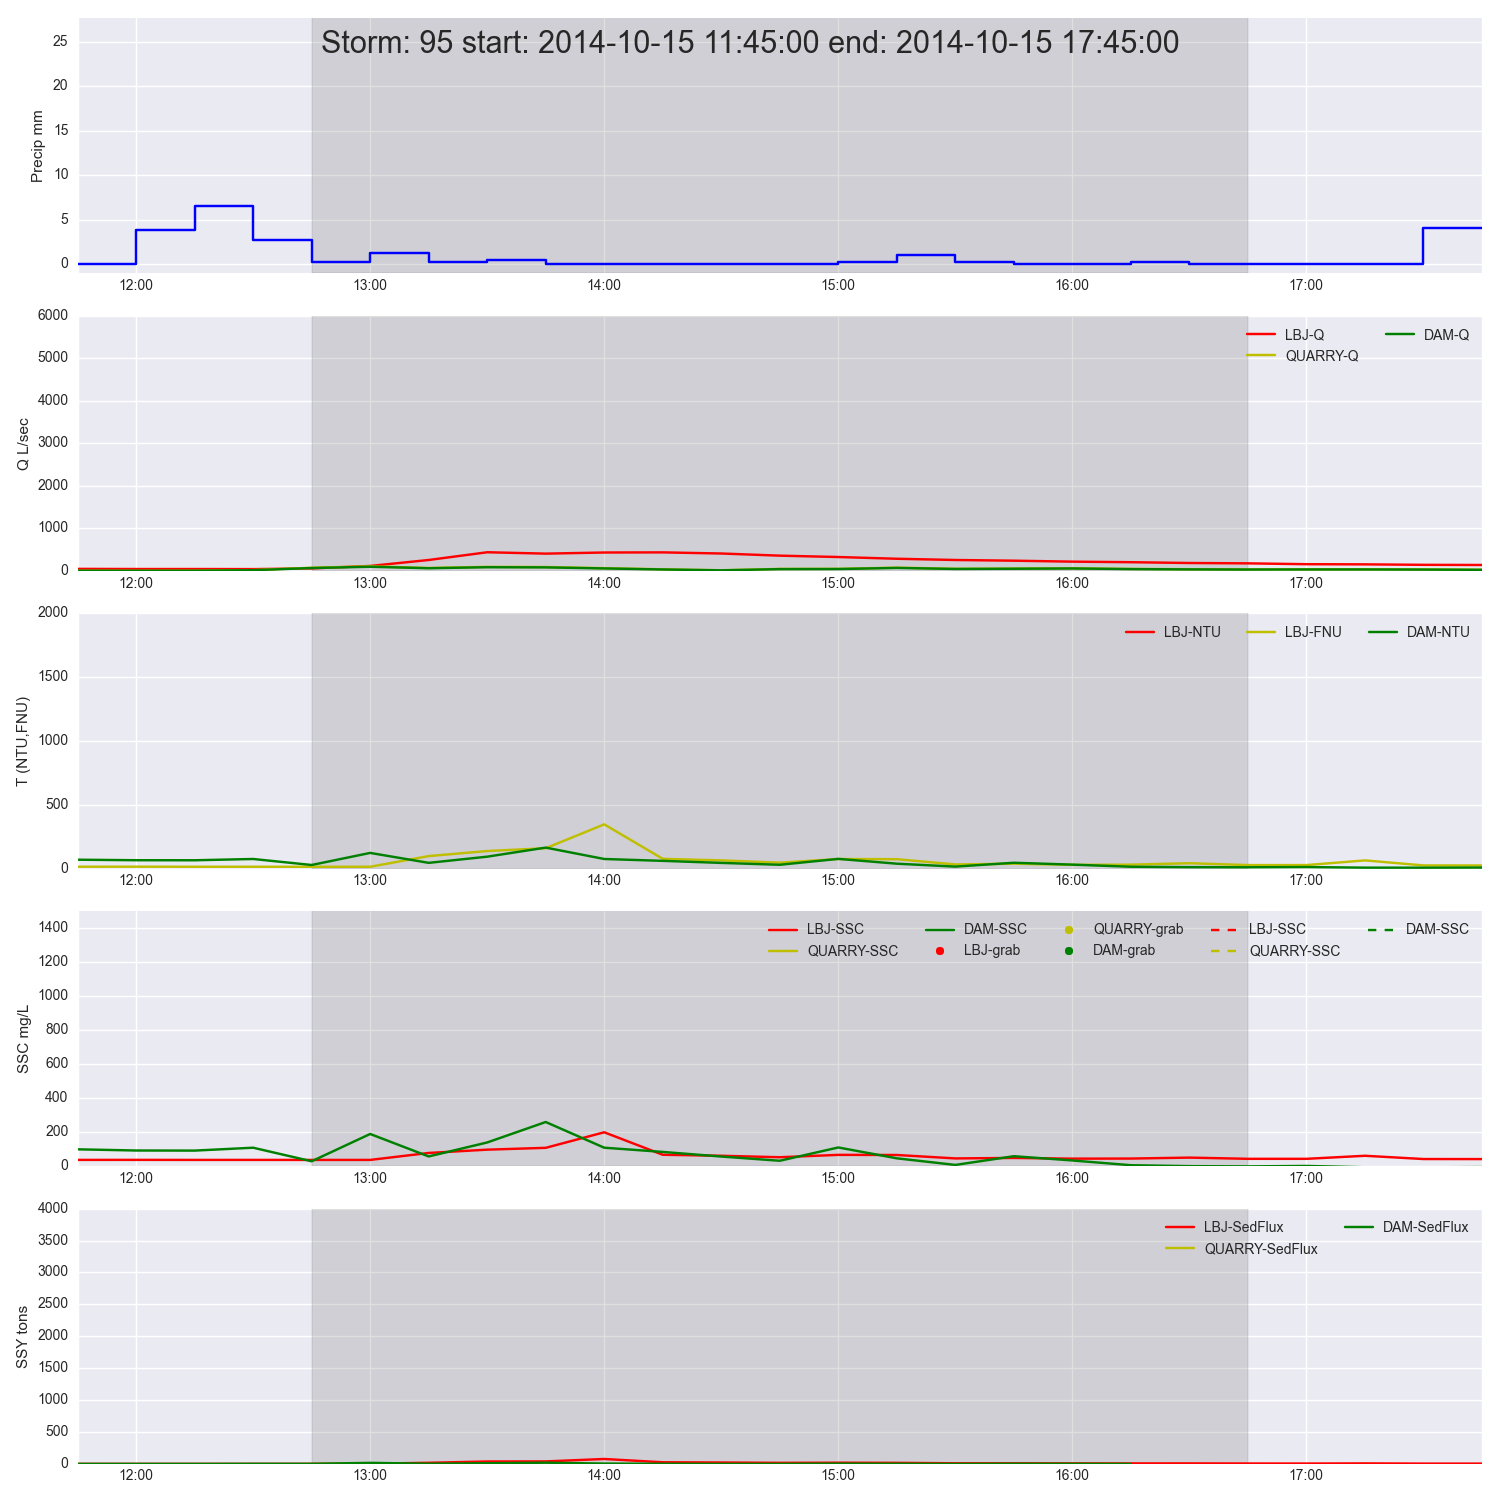 Storm: 95 start: 2014-10-15 11:45:00 end: 2014-10-15 17:45:00
Precip mm
25
20
15
10
5
0
12:00 13:00 14:00 15:00 16:00 17:00
Q L/sec
6000
5000
4000
3000
2000
1000
0
LBJ-Q DAM-Q
QUARRY-Q
12:00 13:00 14:00 15:00 16:00 17:00
T (NTU,FNU)
2000
1500
1000
500
0
LBJ-NTU LBJ-FNU DAM-NTU
12:00 13:00 14:00 15:00 16:00 17:00
SSC mg/L
1400
1200
1000
800
600
400
200
0
LBJ-SSC DAM-SSC QUARRY-grab LBJ-SSC DAM-SSC
QUARRY-SSC LBJ-grab DAM-grab QUARRY-SSC
12:00 13:00 14:00 15:00 16:00 17:00
SSY tons
4000
3500
3000
2500
2000
1500
1000
500
0
LBJ-SedFlux DAM-SedFlux
QUARRY-SedFlux
12:00 13:00 14:00 15:00 16:00 17:00